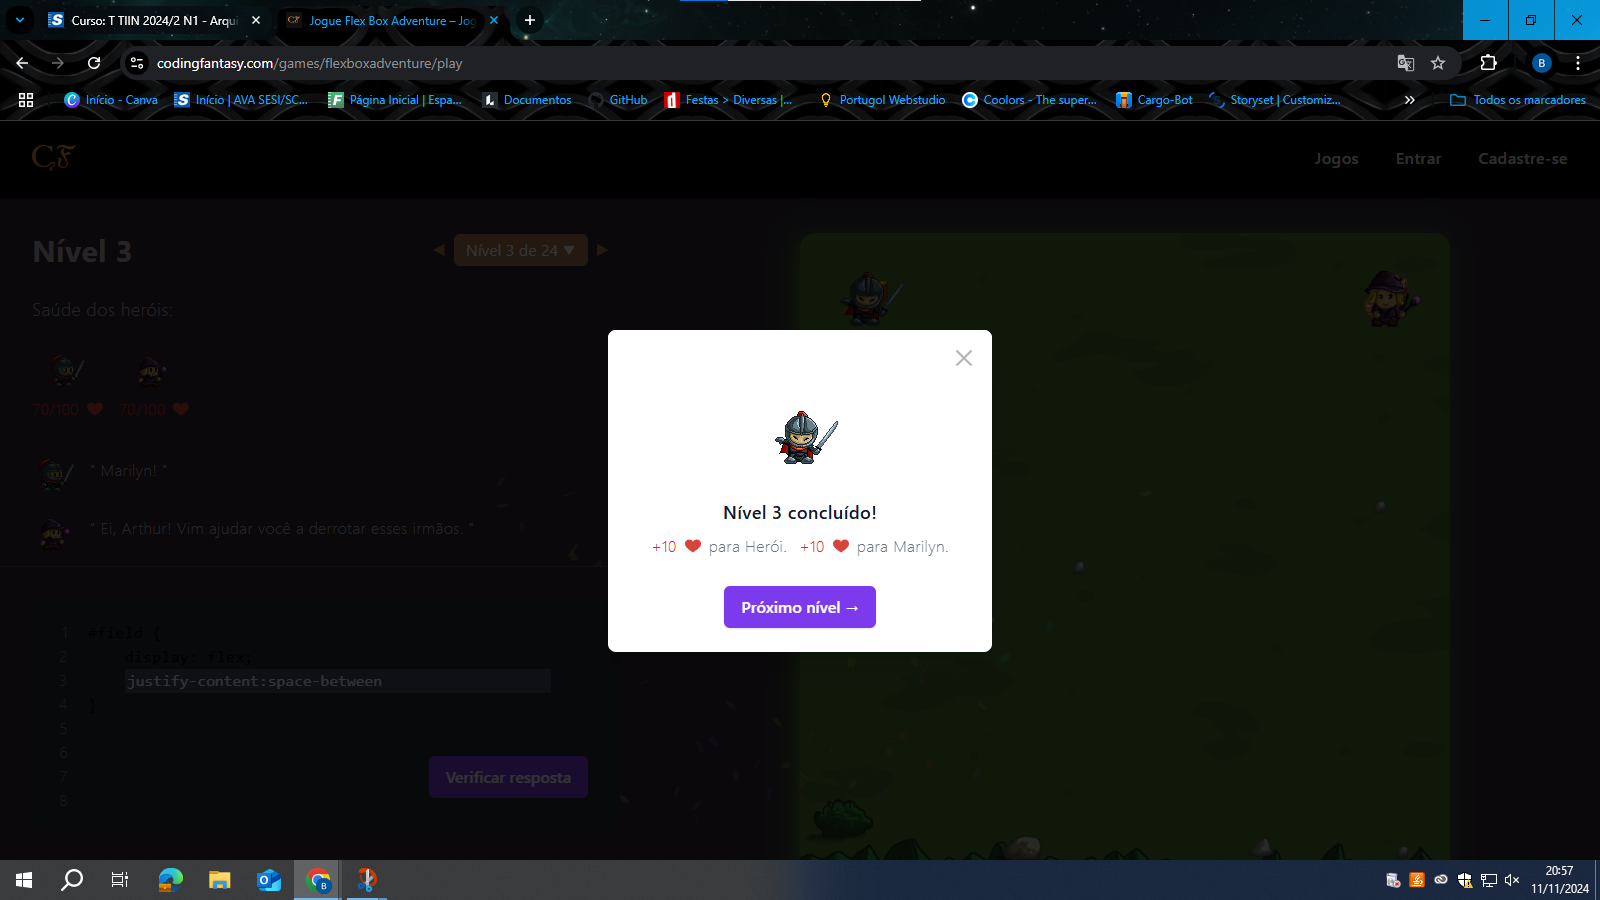 Curso: T TIIN 2024/2 N1 - Arqui
Jogue Flex Box Adventure – Jog
codingfantasy.com/games/flexboxadventure/play
B
Início - Canva
Início | AVA SESI/SC...
Página Inicial | Espa...
Documentos
GitHub
Festas > Diversas |...
Portugol Webstudio
Coolors - The super...
Cargo-Bot
Storyset | Customiz...
Todos os marcadores
CF
Jogos
Entrar
Cadastre-se
Nível 3
Nível 3 de 24 ▼
Saúde dos heróis:
70/100
70/100
" Marilyn! "
" Ei, Arthur! Vim ajudar você a derrotar esses irmãos. "
Nível 3 concluído!
+10 ❤ para Herói. +10 ❤ para Marilyn.
Próximo nível →
1 #field {
2 display: flex;
3 justify-content:space-between
4 }
5
6
7
8
Verificar resposta
20:57
11/11/2024